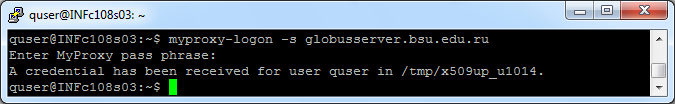 quser@INFc108s03: ~
quser@INFc108s03:~$ myproxy-logon -s globusserver.bsu.edu.ru
Enter MyProxy pass phrase:
A credential has been received for user quser in /tmp/x509up_u1014.
quser@INFc108s03:~$